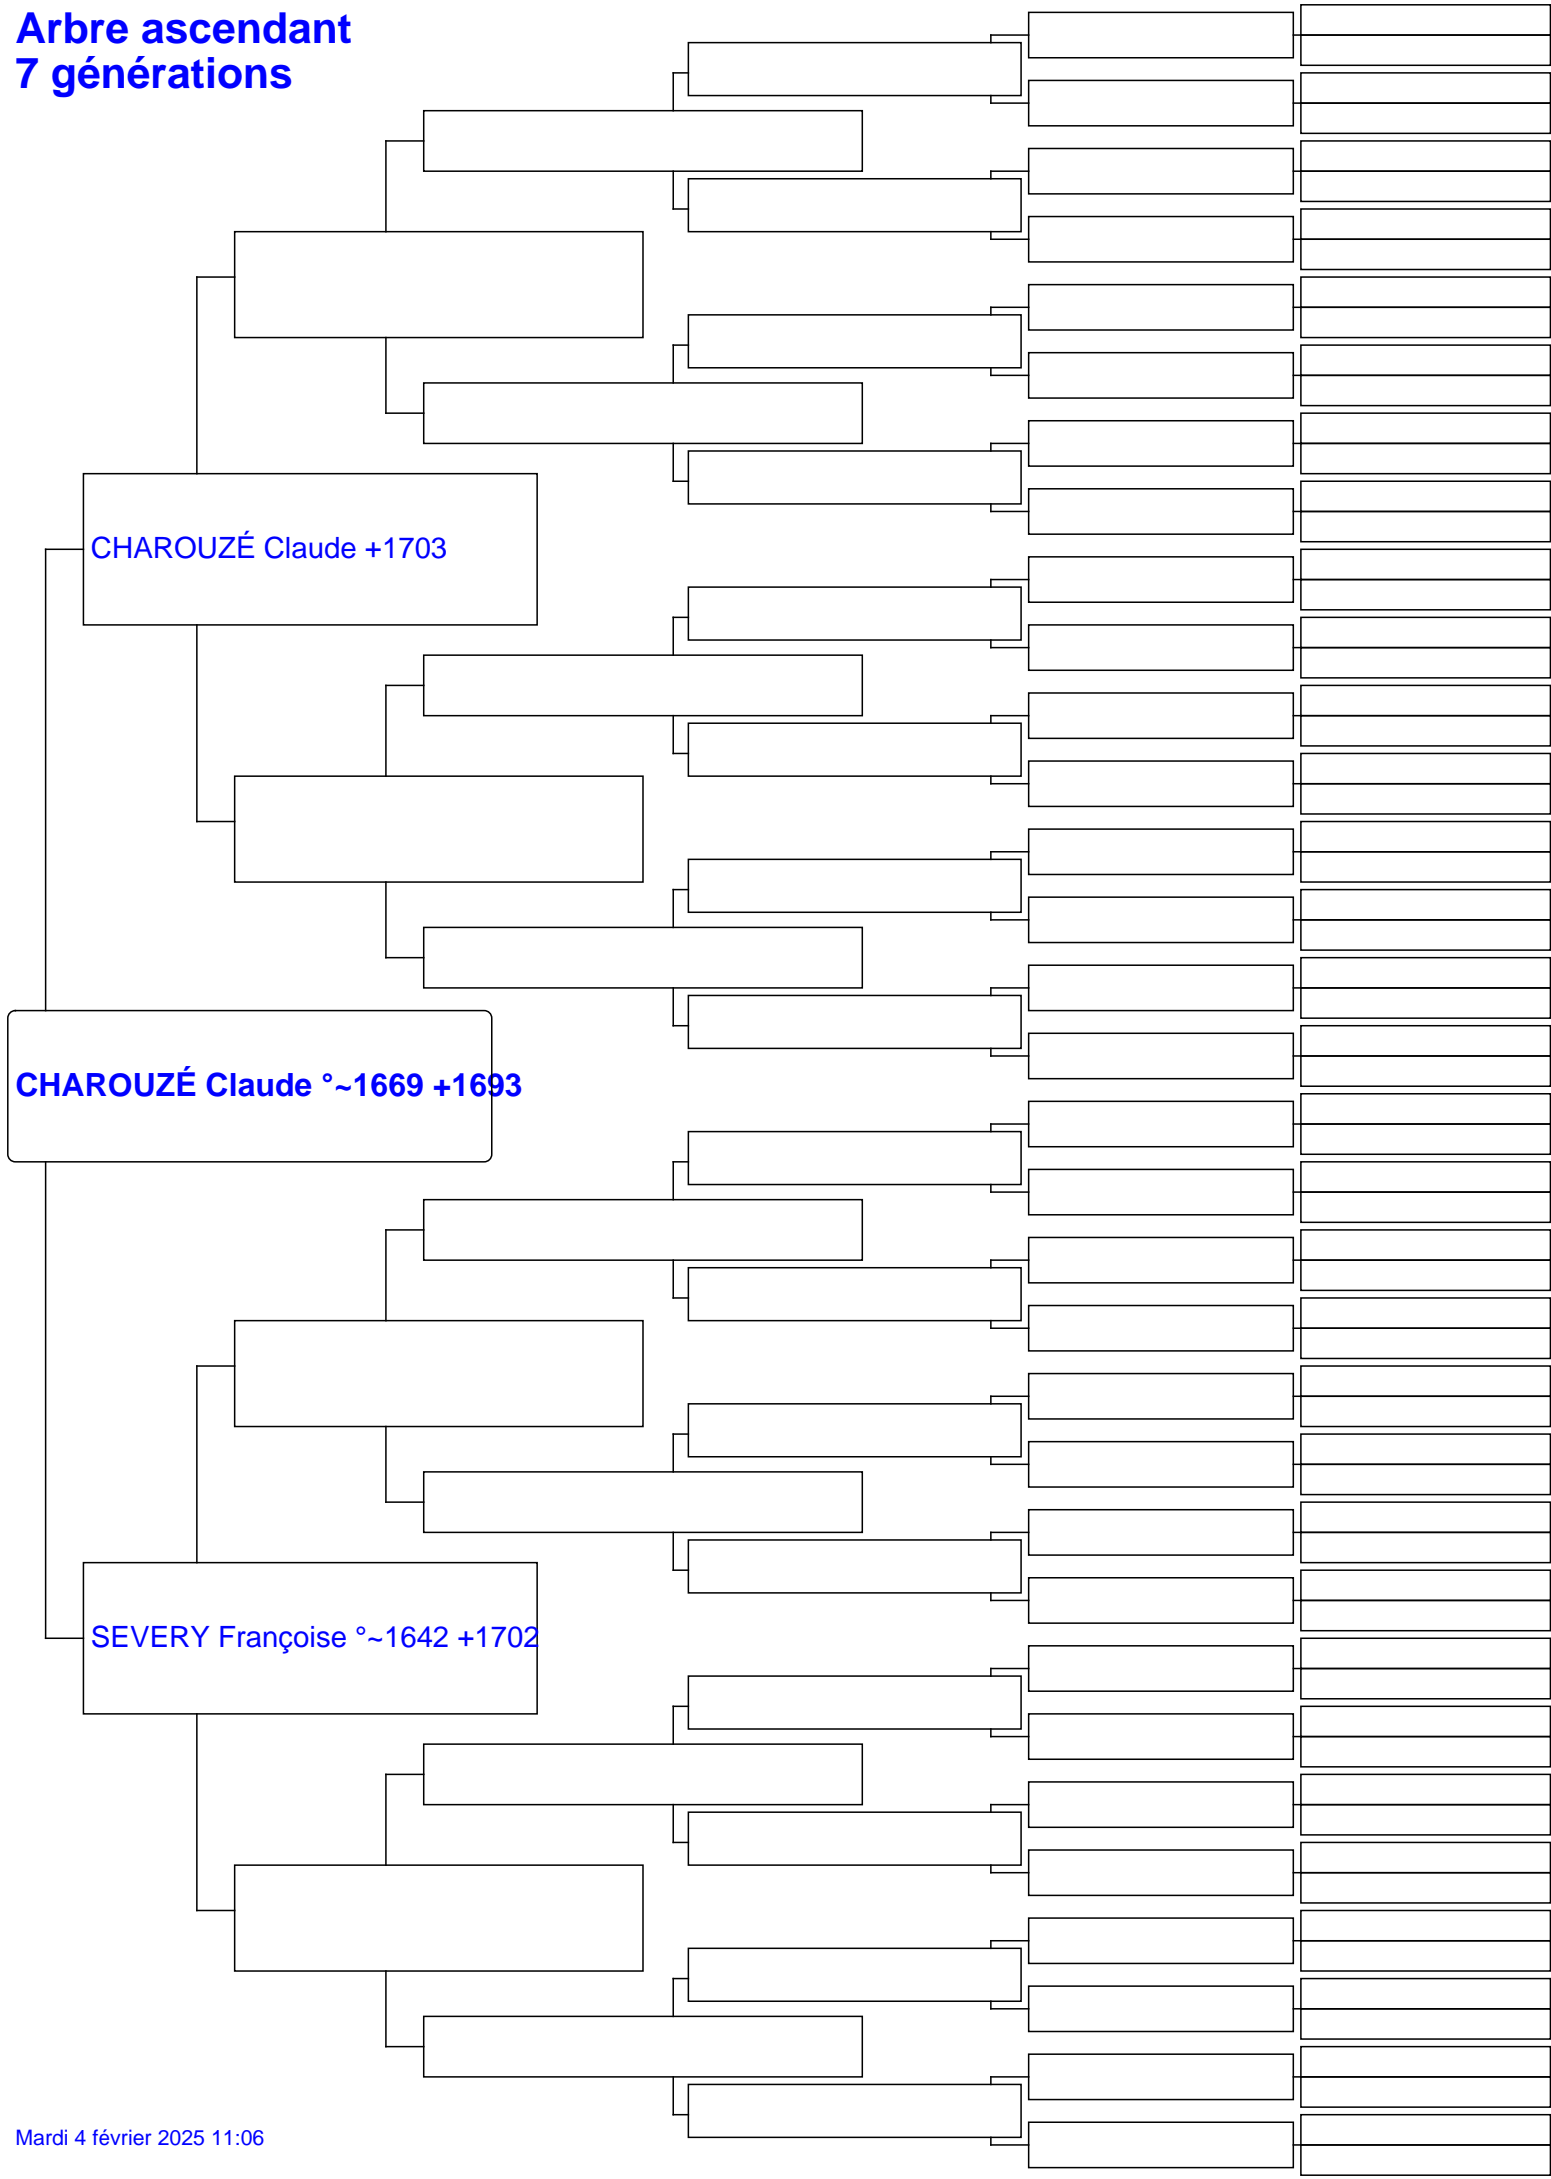 Arbre ascendant
7 générations
CHAROUZÉ Claude +1703
CHAROUZÉ Claude °~1669 +1693
SEVERY Françoise °~1642 +1702
Mardi 4 février 2025 11:06